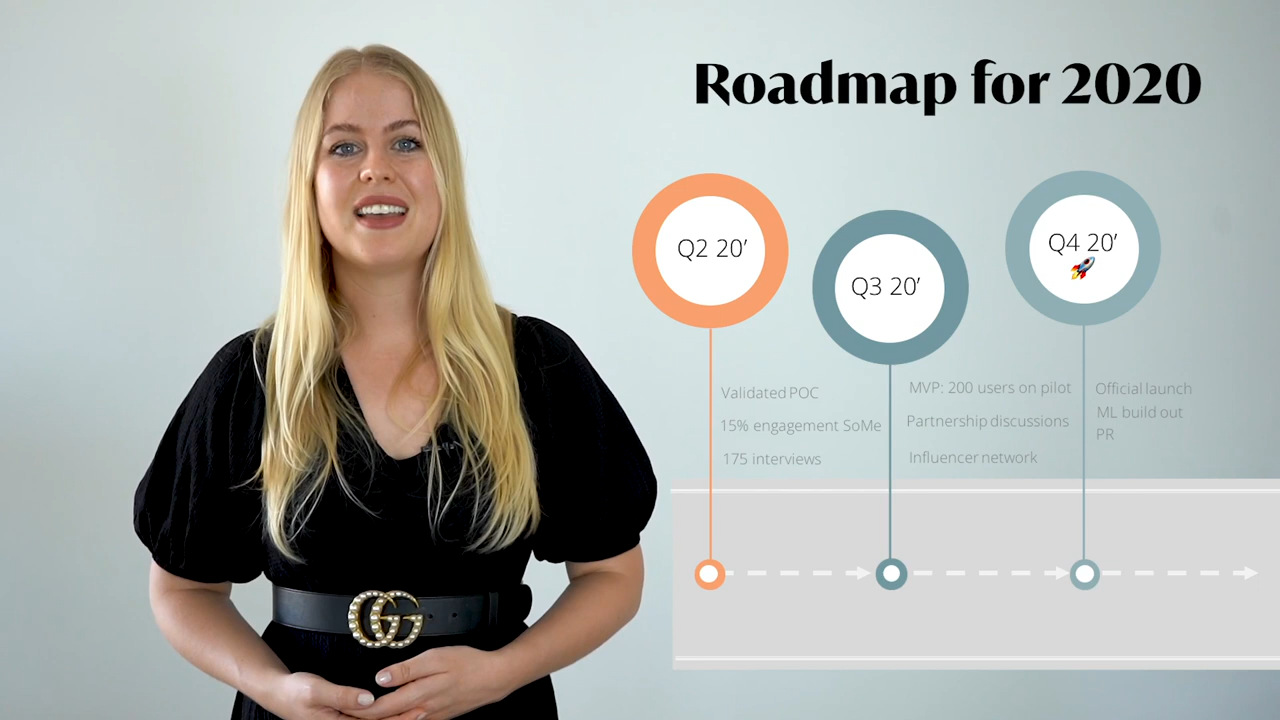 Roadmap for 2020
Q2 20’
Validated POC
15% engagement SoMe
175 interviews
Q3 20’
MVP: 200 users on pilot
Partnership discussions
Influencer network
Q4 20’
🚀
Official launch
ML build out
PR